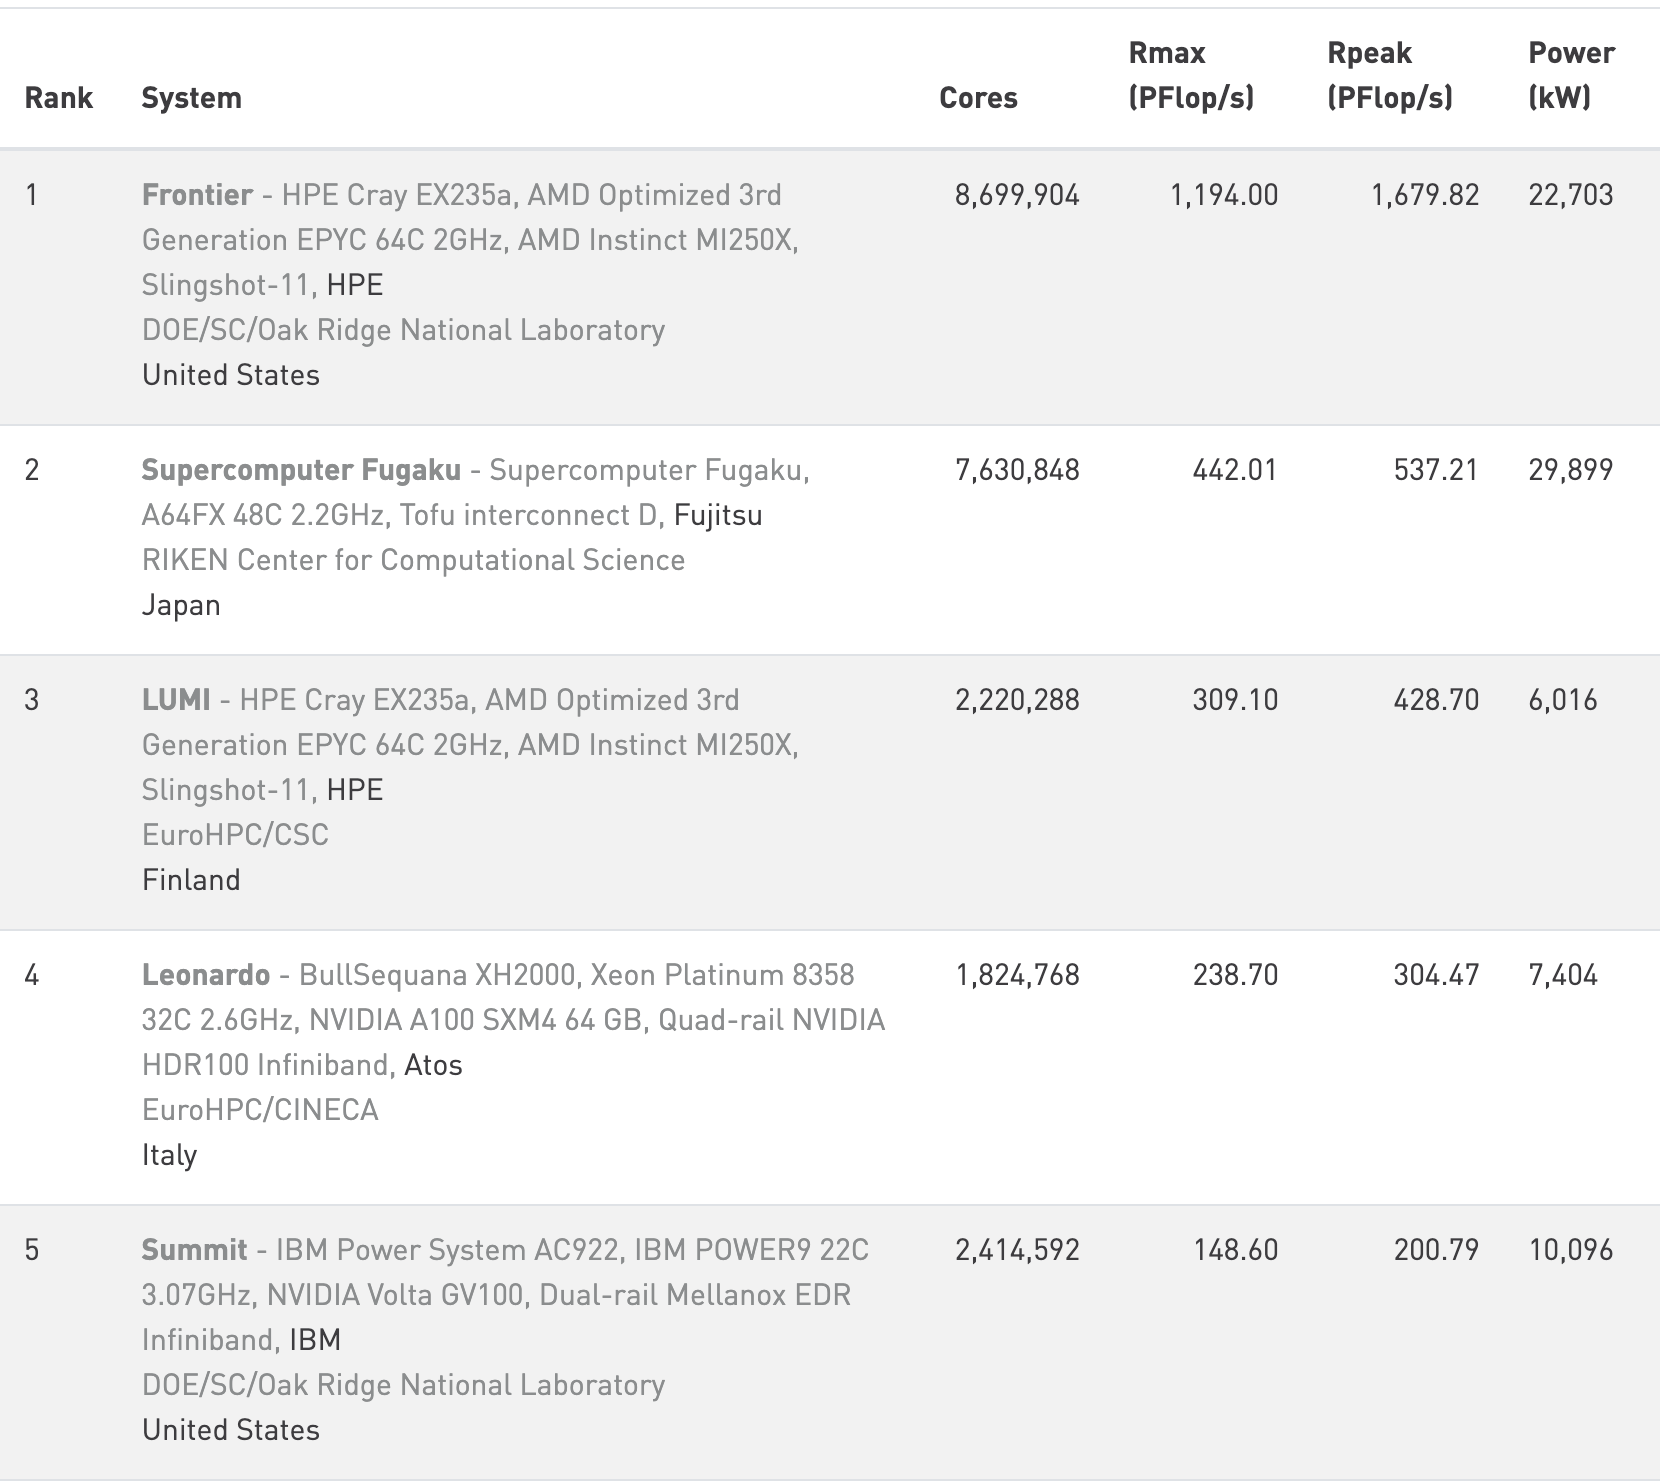 Rank System Cores Rmax (PFlop/s) Rpeak (PFlop/s) Power (kW)
1 Frontier - HPE Cray EX235a, AMD Optimized 3rd 8,699,904 1,194.00 1,679.82 22,703
Generation EPYC 64C 2GHz, AMD Instinct MI250X,
Slingshot-11, HPE
DOE/SC/Oak Ridge National Laboratory
United States
2 Supercomputer Fugaku - Supercomputer Fugaku, 7,630,848 442.01 537.21 29,899
A64FX 48C 2.2GHz, Tofu interconnect D, Fujitsu
RIKEN Center for Computational Science
Japan
3 LUMI - HPE Cray EX235a, AMD Optimized 3rd 2,220,288 309.10 428.70 6,016
Generation EPYC 64C 2GHz, AMD Instinct MI250X,
Slingshot-11, HPE
EuroHPC/CSC
Finland
4 Leonardo - BullSequana XH2000, Xeon Platinum 8358 1,824,768 238.70 304.47 7,404
32C 2.6GHz, NVIDIA A100 SXM4 64 GB, Quad-rail NVIDIA
HDR100 Infiniband, Atos
EuroHPC/CINECA
Italy
5 Summit - IBM Power System AC922, IBM POWER9 22C 2,414,592 148.60 200.79 10,096
3.07GHz, NVIDIA Volta GV100, Dual-rail Mellanox EDR
Infiniband, IBM
DOE/SC/Oak Ridge National Laboratory
United States